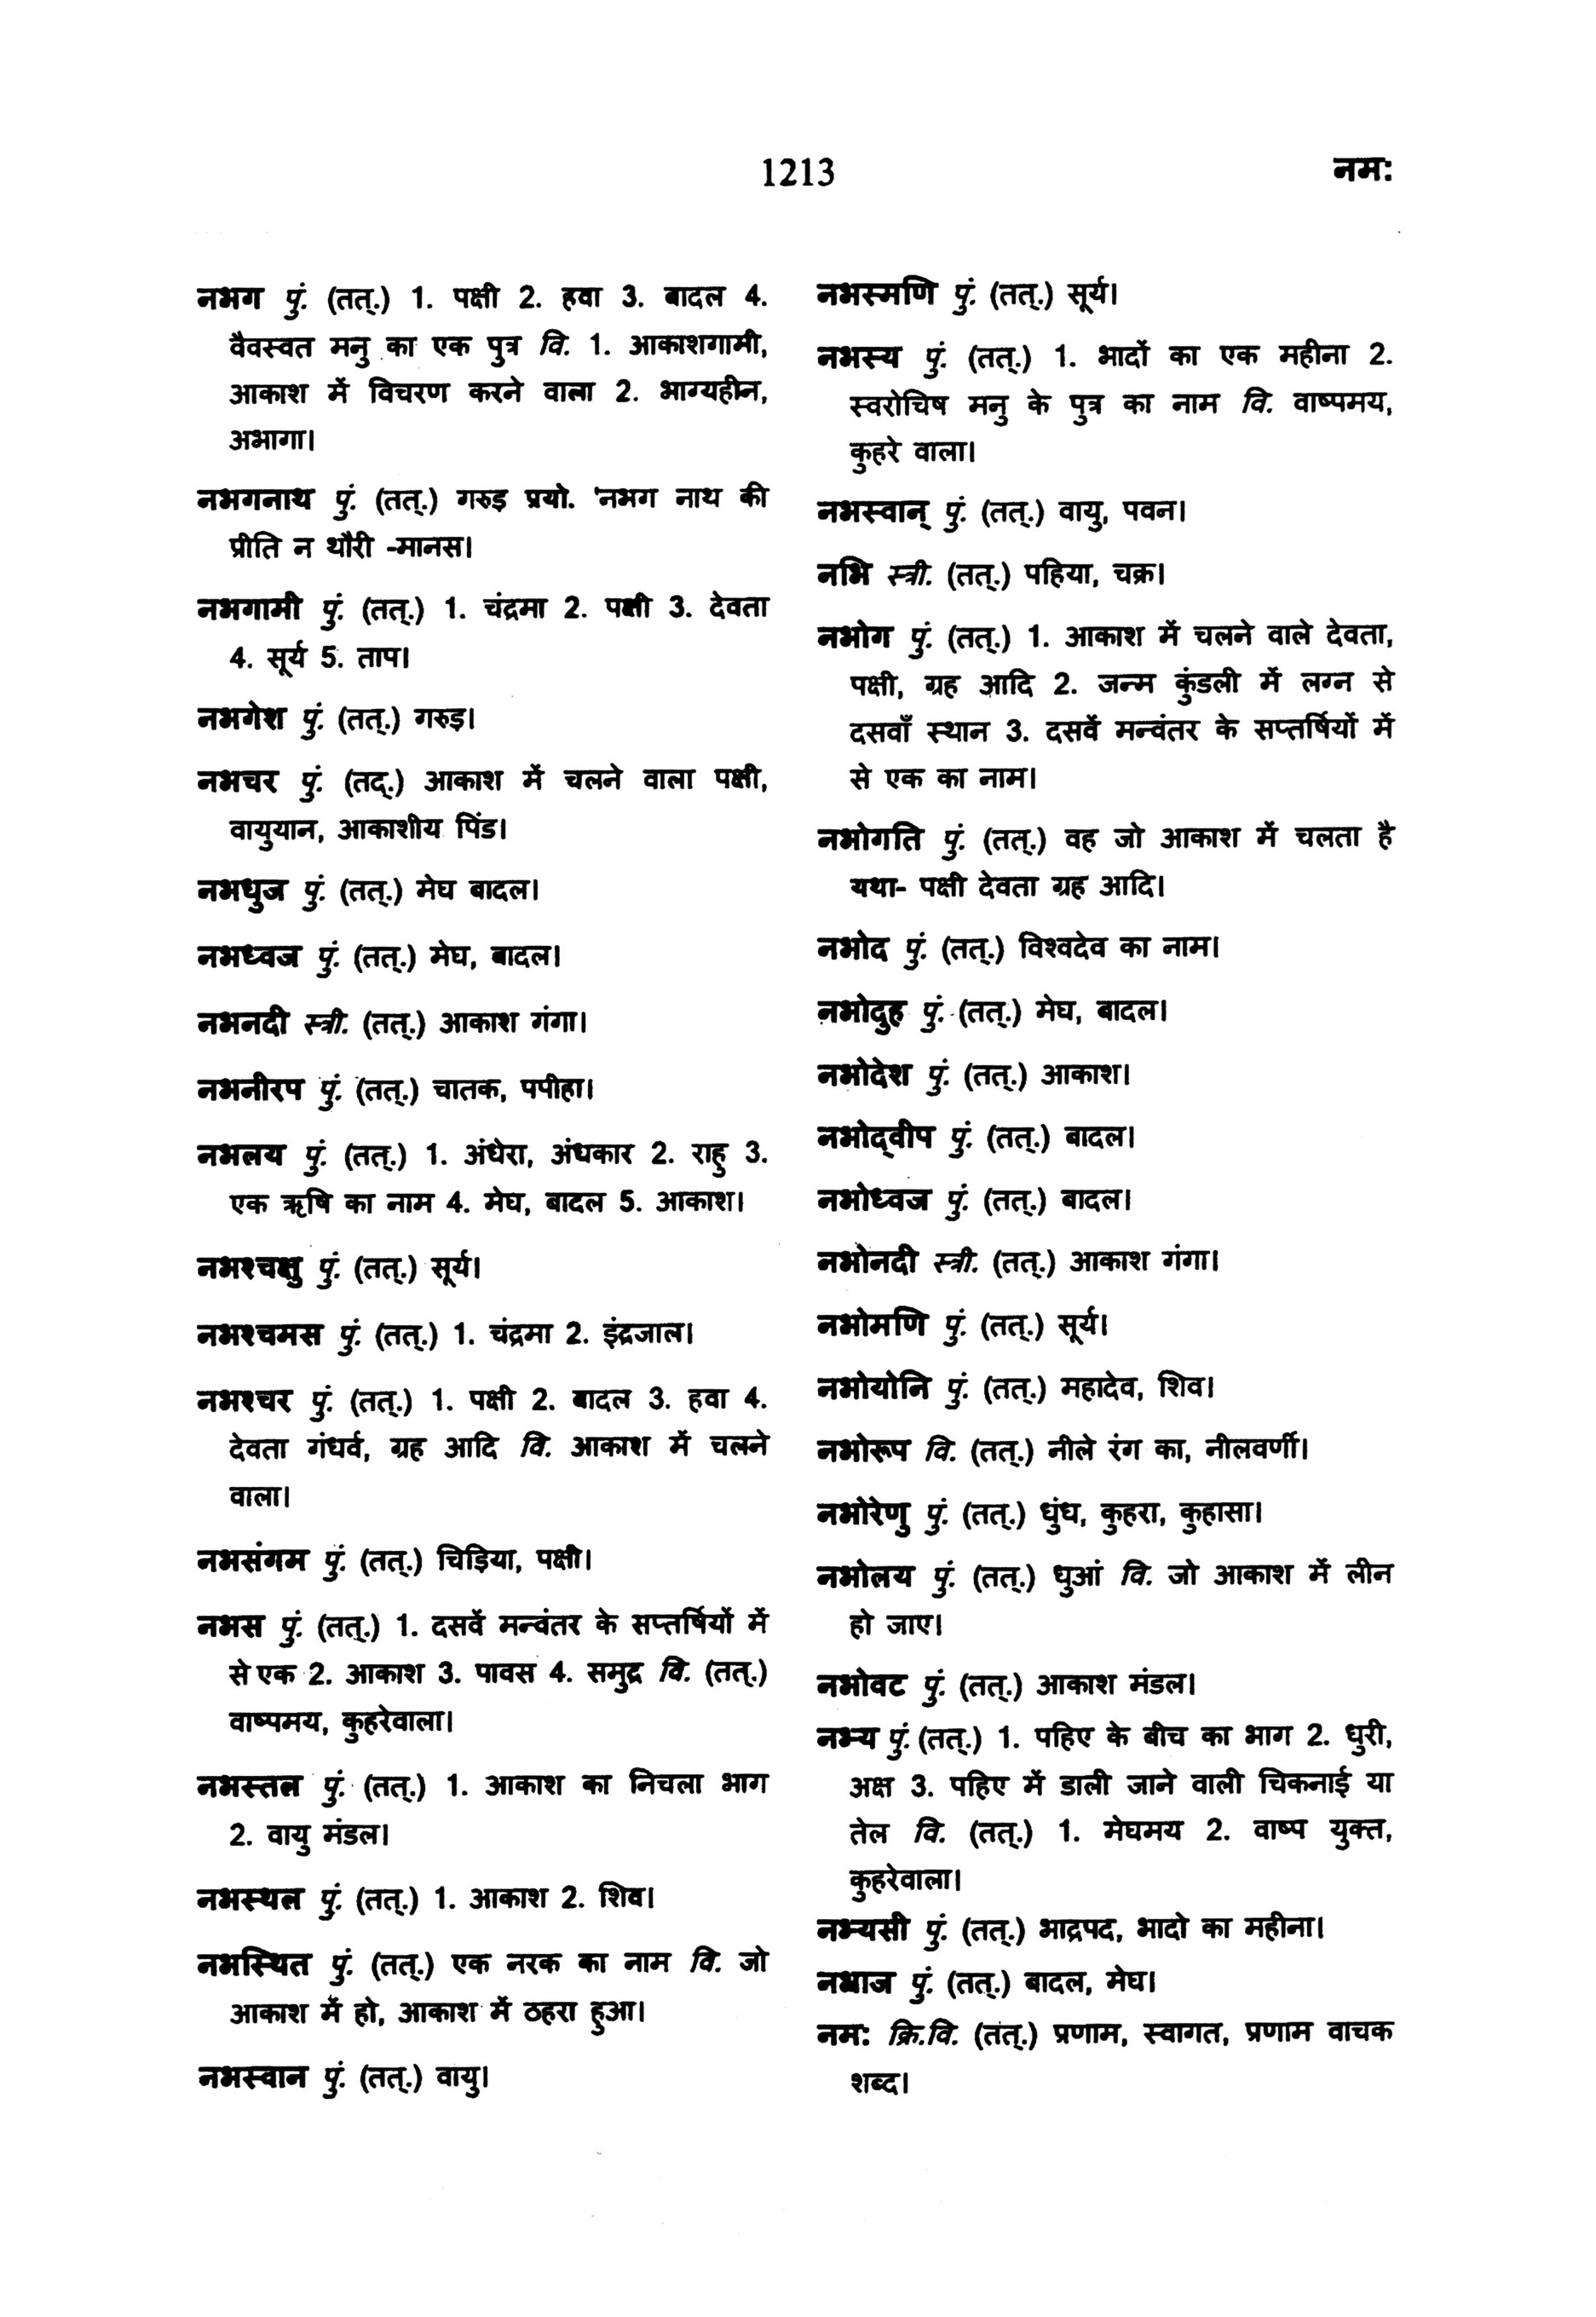 1213
नम:
नभग पुं. (तत्.) 1. पक्षी 2. हवा 3. बादल 4.
वैवस्वत मनु का एक पुत्र वि. 1. आकाशगामी,
आकाश में विचरण करने वाला 2. भाग्यहीन,
अभागा।
नभगनाथ पुं. (तत्.) गरुड़ प्रयो. 'नभग नाथ की
प्रीति न थौरी -मानस।
नभगामी पुं. (तत्.) 1. चंद्रमा 2. पक्षी 3. देवता
4. सूर्य 5. ताप।
नभगेश पुं. (तत्.) गरुड़।
नभचर पुं. (तद्.) आकाश में चलने वाला पक्षी,
वायुयान, आकाशीय पिंड।
नभधुज पुं. (तत्.) मेघ बादल।
नभध्वज पुं. (तत्.) मेघ, बादल।
नभनदी स्त्री. (तत्.) आकाश गंगा।
नभनीरप पुं. (तत्.) चातक, पपीहा।
नभलय पुं. (तत्.) 1. अंधेरा, अंधकार 2. राहु 3.
एक ऋषि का नाम 4. मेघ, बादल 5. आकाश।
नभश्चक्षु पुं. (तत्.) सूर्य।
नभश्चमस पुं. (तत्.) 1. चंद्रमा 2. इंद्रजाल।
नभश्चर पुं. (तत्.) 1. पक्षी 2. बादल 3. हवा 4.
देवता गंधर्व, ग्रह आदि वि. आकाश में चलने
वाला।
नभसंगम पुं. (तत्.) चिड़िया, पक्षी।
नभस पुं. (तत्.) 1. दसवें मन्वंतर के सप्तर्षियों में
से एक 2. आकाश 3. पावस 4. समुद्र वि. (तत्.)
वाष्पमय, कुहरेवाला।
नभस्तल पुं. (तत्.) 1. आकाश का निचला भाग
2. वायु मंडल।
नभस्थल पुं. (तत्.) 1. आकाश 2. शिव।
नभस्थित पुं. (तत्.) एक नरक का नाम वि. जो
आकाश में हो, आकाश में ठहरा हुआ।
नभस्वान पुं. (तत्.) वायु।
नभस्मणि पुं. (तत्.) सूर्य।
नभस्य पुं. (तत्.) 1. भादों का एक महीना 2.
स्वरोचिष मनु के पुत्र का नाम वि. वाष्पमय,
कुहरे वाला।
नभस्वान् पुं. (तत्.) वायु, पवन।
नभि स्त्री. (तत्.) पहिया, चक्र।
नभोग पुं. (तत्.) 1. आकाश में चलने वाले देवता,
पक्षी, ग्रह आदि 2. जन्म कुंडली में लग्न से
दसवाँ स्थान 3. दसवें मन्वंतर के सप्तर्षियों में
से एक का नाम।
नभोगति पुं. (तत्.) वह जो आकाश में चलता है
यथा- पक्षी देवता ग्रह आदि।
नभोद पुं. (तत्.) विश्वदेव का नाम।
नभोदुह पुं. (तत्.) मेघ, बादल।
नभोदेश पुं. (तत्.) आकाश।
नभोद्‌वीप पुं. (तत्.) बादल।
नभोध्वज पुं. (तत्.) बादल।
नभोनदी स्त्री. (तत्.) आकाश गंगा।
नभोमणि पुं. (तत्.) सूर्य।
नभोयोनि पुं. (तत्.) महादेव, शिव।
नभोरूप वि. (तत्.) नीले रंग का, नीलवर्णी।
नभोरेणु पुं. (तत्.) धुंध, कुहरा, कुहासा।
नभोलय पुं. (तत्.) धुआं वि. जो आकाश में लीन
हो जाए।
नभोवट पुं. (तत्.) आकाश मंडल।
नभ्य पुं. (तत्.) 1. पहिए के बीच का भाग 2. धुरी,
अक्ष 3. पहिए में डाली जाने वाली चिकनाई या
तेल वि. (तत्.) 1. मेघमय 2. वाष्प युक्त,
कुहरेवाला।
नभ्यसी पुं. (तत्.) भाद्रपद, भादो का महीना।
नभ्राज पुं. (तत्.) बादल, मेघ।
नम: क्रि.वि. (तत्.) प्रणाम, स्वागत, प्रणाम वाचक
शब्द।